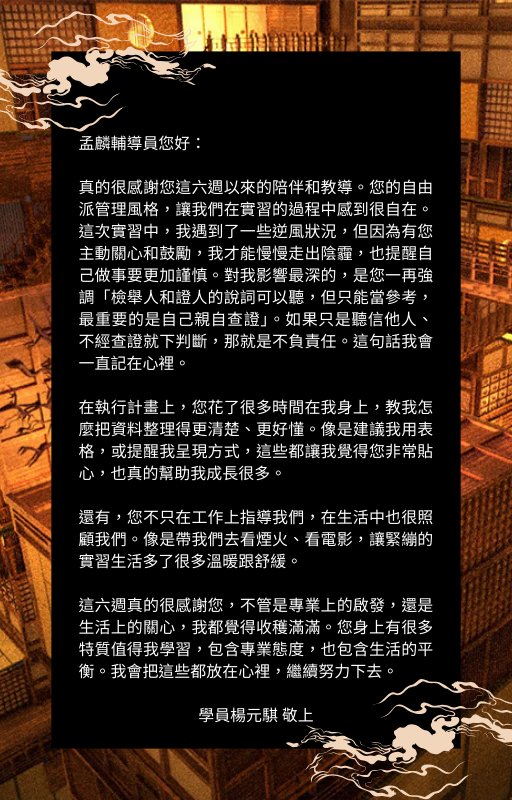 孟麟輔導員您好：
真的很感謝您這六週以來的陪伴和教導。您的自由
派管理風格，讓我們在實習的過程中感到很自在。
這次實習中，我遇到了一些逆風狀況，但因為有您
主動關心和鼓勵，我才能慢慢走出陰霾，也提醒自
己做事要更加謹慎。對我影響最深的，是您一再強
調「檢舉人和證人的說詞可以聽，但只能當參考，
最重要的是自己親自查證」。如果只是聽信他人、
不經查證就下判斷，那就是不負責任。這句話我會
一直記在心裡。
在執行計畫上，您花了很多時間在我身上，教我怎
麼把資料整理得更清楚、更好懂。像是建議我用表
格，或提醒我呈現方式，這些都讓我覺得您非常貼
心，也真的幫助我成長很多。
還有，您不只在工作上指導我們，在生活中也很照
顧我們。像是帶我們去看煙火、看電影，讓緊繃的
實習生活多了很多溫暖跟舒緩。
這六週真的很感謝您，不管是專業上的啟發，還是
生活上的關心，我都覺得收穫滿滿。您身上有很多
特質值得我學習，包含專業態度，也包含生活的平
衡。我會把這些都放在心裡，繼續努力下去。
學員楊元騏 敬上